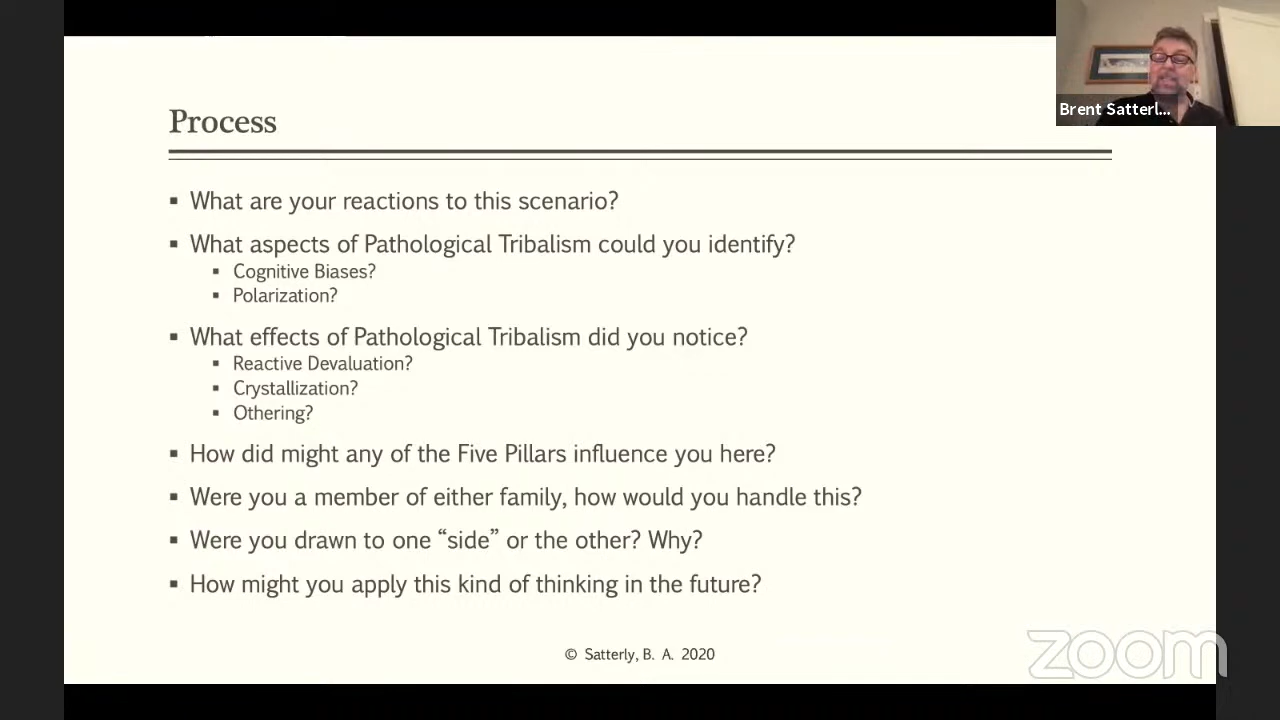 Process
Brent Satterl...
What are your reactions to this scenario?
What aspects of Pathological Tribalism could you identify?
Cognitive Biases?
Polarization?
What effects of Pathological Tribalism did you notice?
Reactive Devaluation?
Crystallization?
Othering?
How did might any of the Five Pillars influence you here?
Were you a member of either family, how would you handle this?
Were you drawn to one “side” or the other? Why?
How might you apply this kind of thinking in the future?
© Satterly, B. A. 2020
zoom